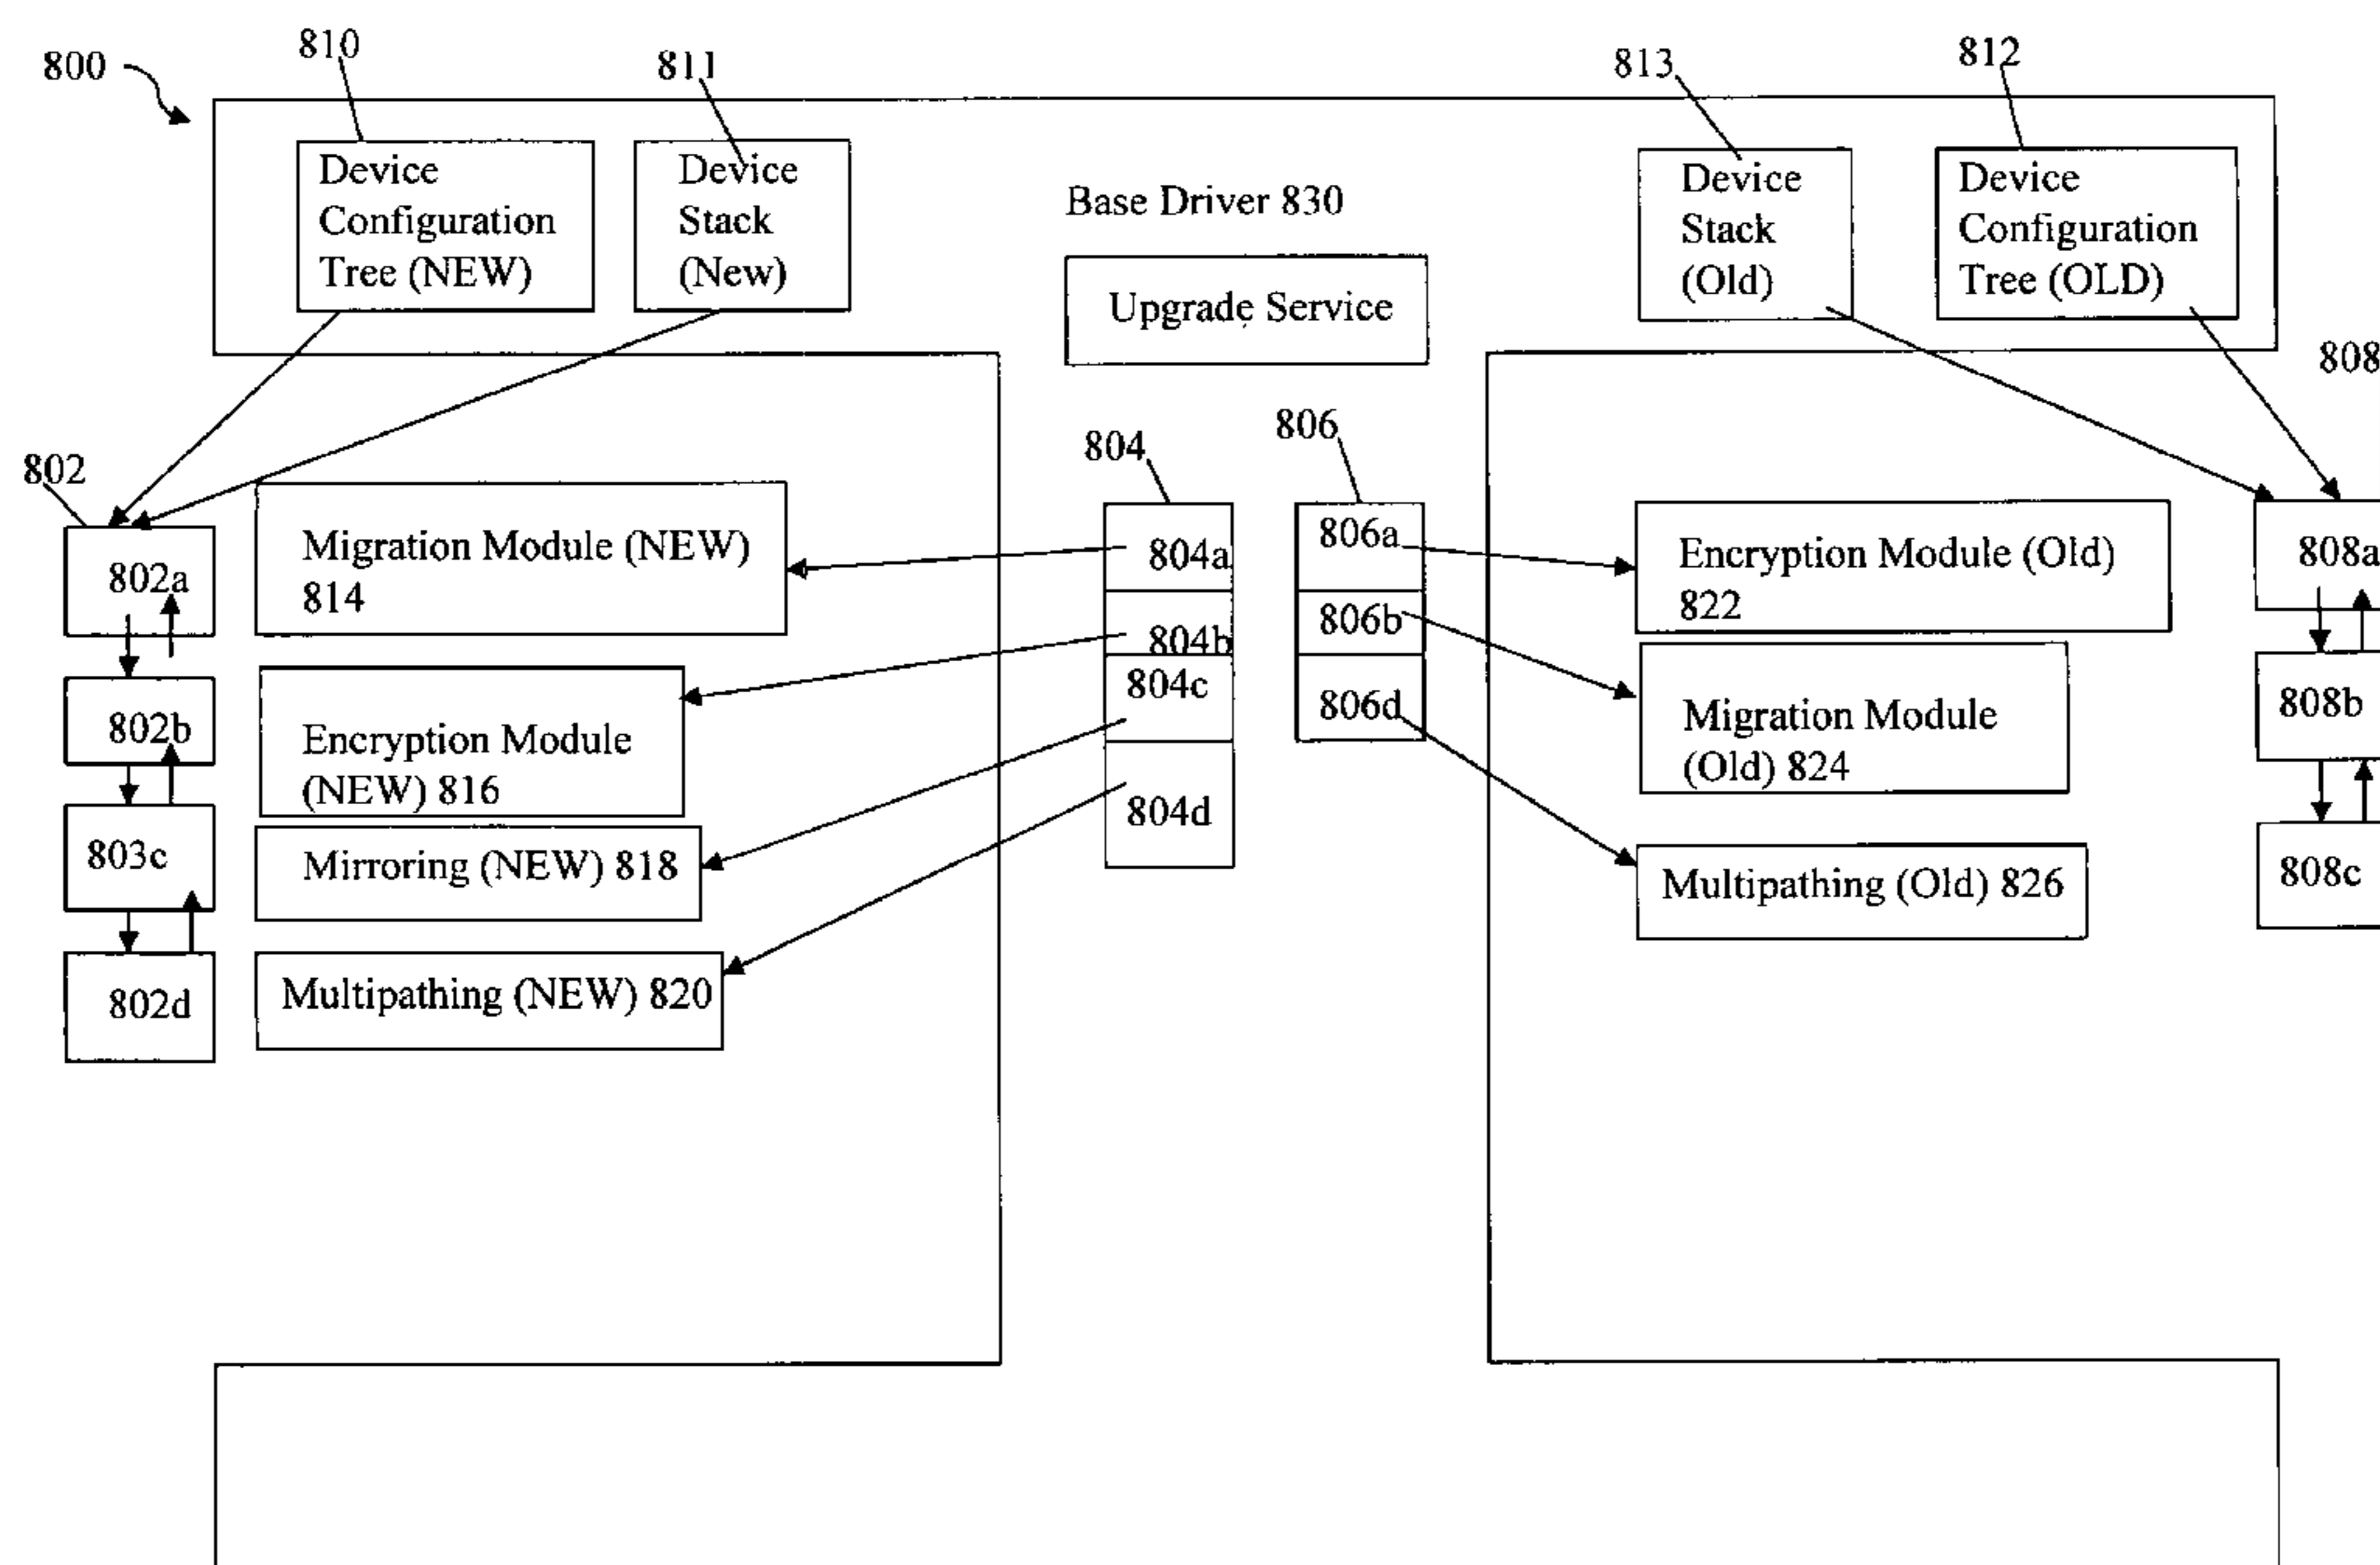 800
810
811
813
812
Device
Configuration
Tree (NEW)
Device
Stack
(New)
Base Driver 830
Upgrade Service
Device
Stack
(Old)
Device
Configuration
Tree (OLD)
808
802
804
806
802a
802b
803c
802d
Migration Module (NEW)
814
Encryption Module
(NEW) 816
Mirroring (NEW) 818
Multipathing (NEW) 820
804a
804b
804c
804d
806a
806b
806d
Encryption Module (Old)
822
Migration Module
(Old) 824
Multipathing (Old) 826
808a
808b
808c